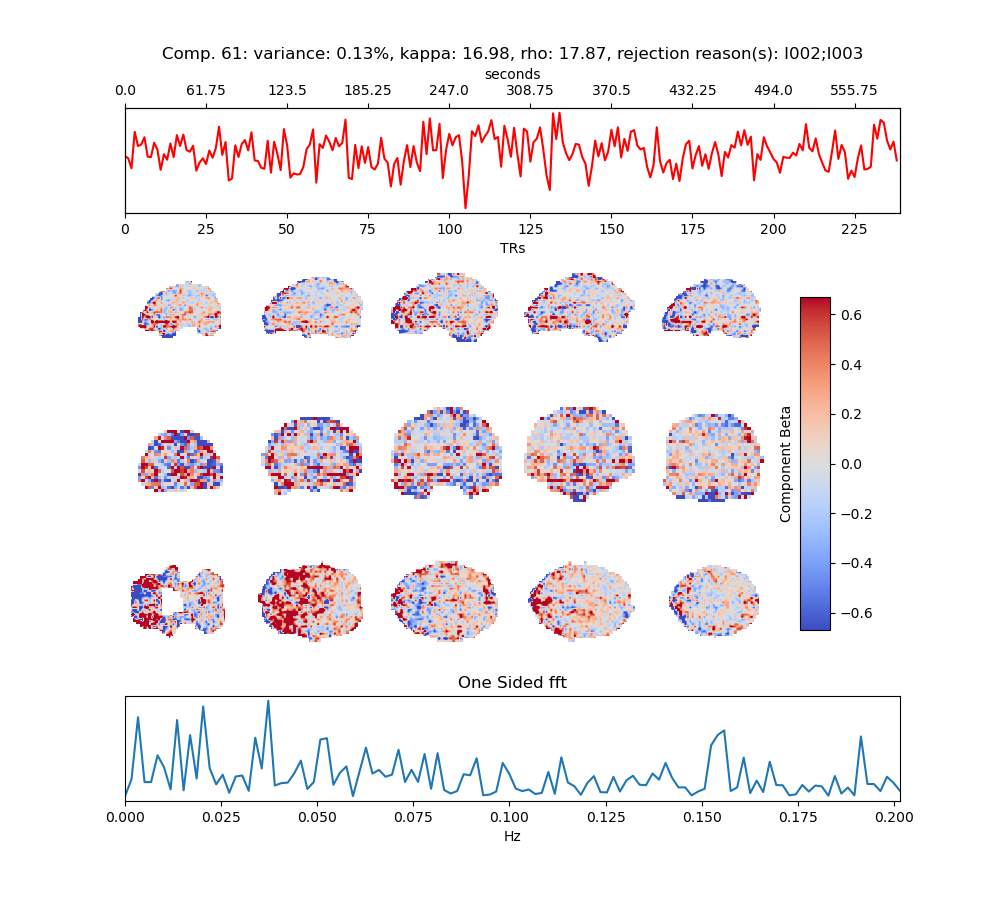 Comp. 61: variance: 0.13%, kappa: 16.98, rho: 17.87, rejection reason(s): I002;I003
seconds
0.0 61.75 123.5 185.25 247.0 308.75 370.5 432.25 494.0 555.75
0 25 50 75 100 125 150 175 200 225
TRs
0.6
0.4
0.2
0.0
−0.2
−0.4
−0.6
Component Beta
One Sided fft
0.000 0.025 0.050 0.075 0.100 0.125 0.150 0.175 0.200
Hz